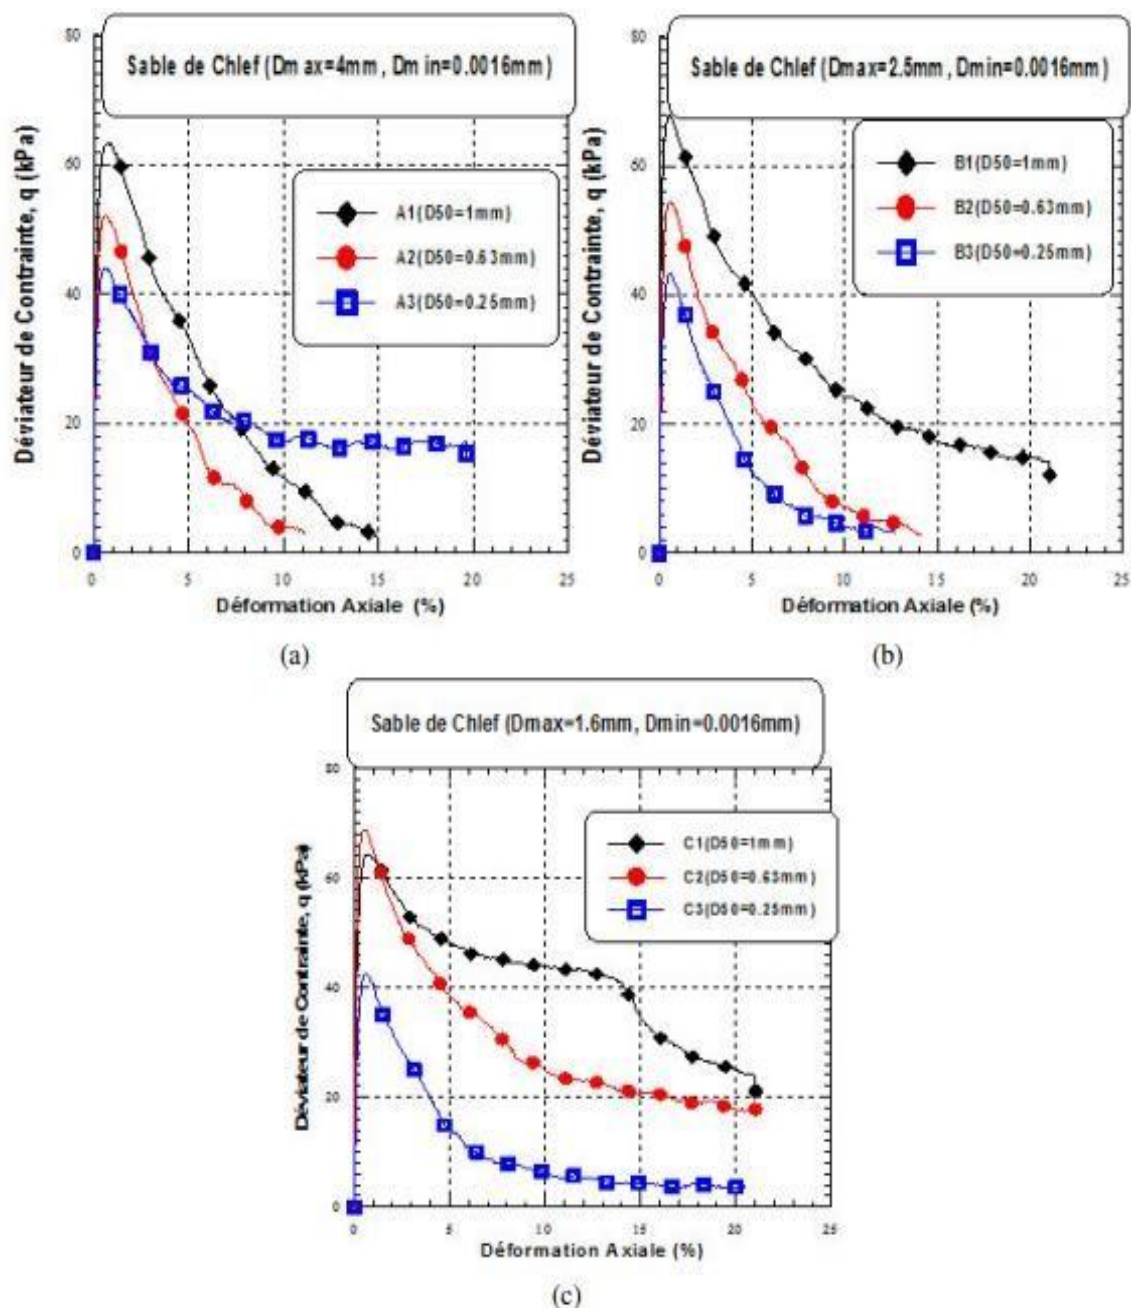 Sable de Chlef (Dmax=4mm, Dmin=0.0016mm)
Déviateur de Contrainte, q (kPa)
80
60
40
20
0
A1(D50=1mm)
A2(D50=0.63mm)
A3(D50=0.25mm)
0 5 10 15 20 25
Déformation Axiale (%)
(a)
Sable de Chlef (Dmax=2.5mm, Dmin=0.0016mm)
Déviateur de Contrainte, q (kPa)
80
60
40
20
0
B1(D50=1mm)
B2(D50=0.63mm)
B3(D50=0.25mm)
0 5 10 15 20 25
Déformation Axiale (%)
(b)
Sable de Chlef (Dmax=1.6mm, Dmin=0.0016mm)
Déviateur de Contrainte, q (kPa)
80
60
40
20
0
C1(D50=1mm)
C2(D50=0.63mm)
C3(D50=0.25mm)
0 5 10 15 20 25
Déformation Axiale (%)
(c)